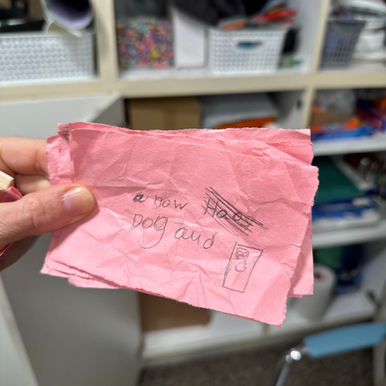 a how
Dog and